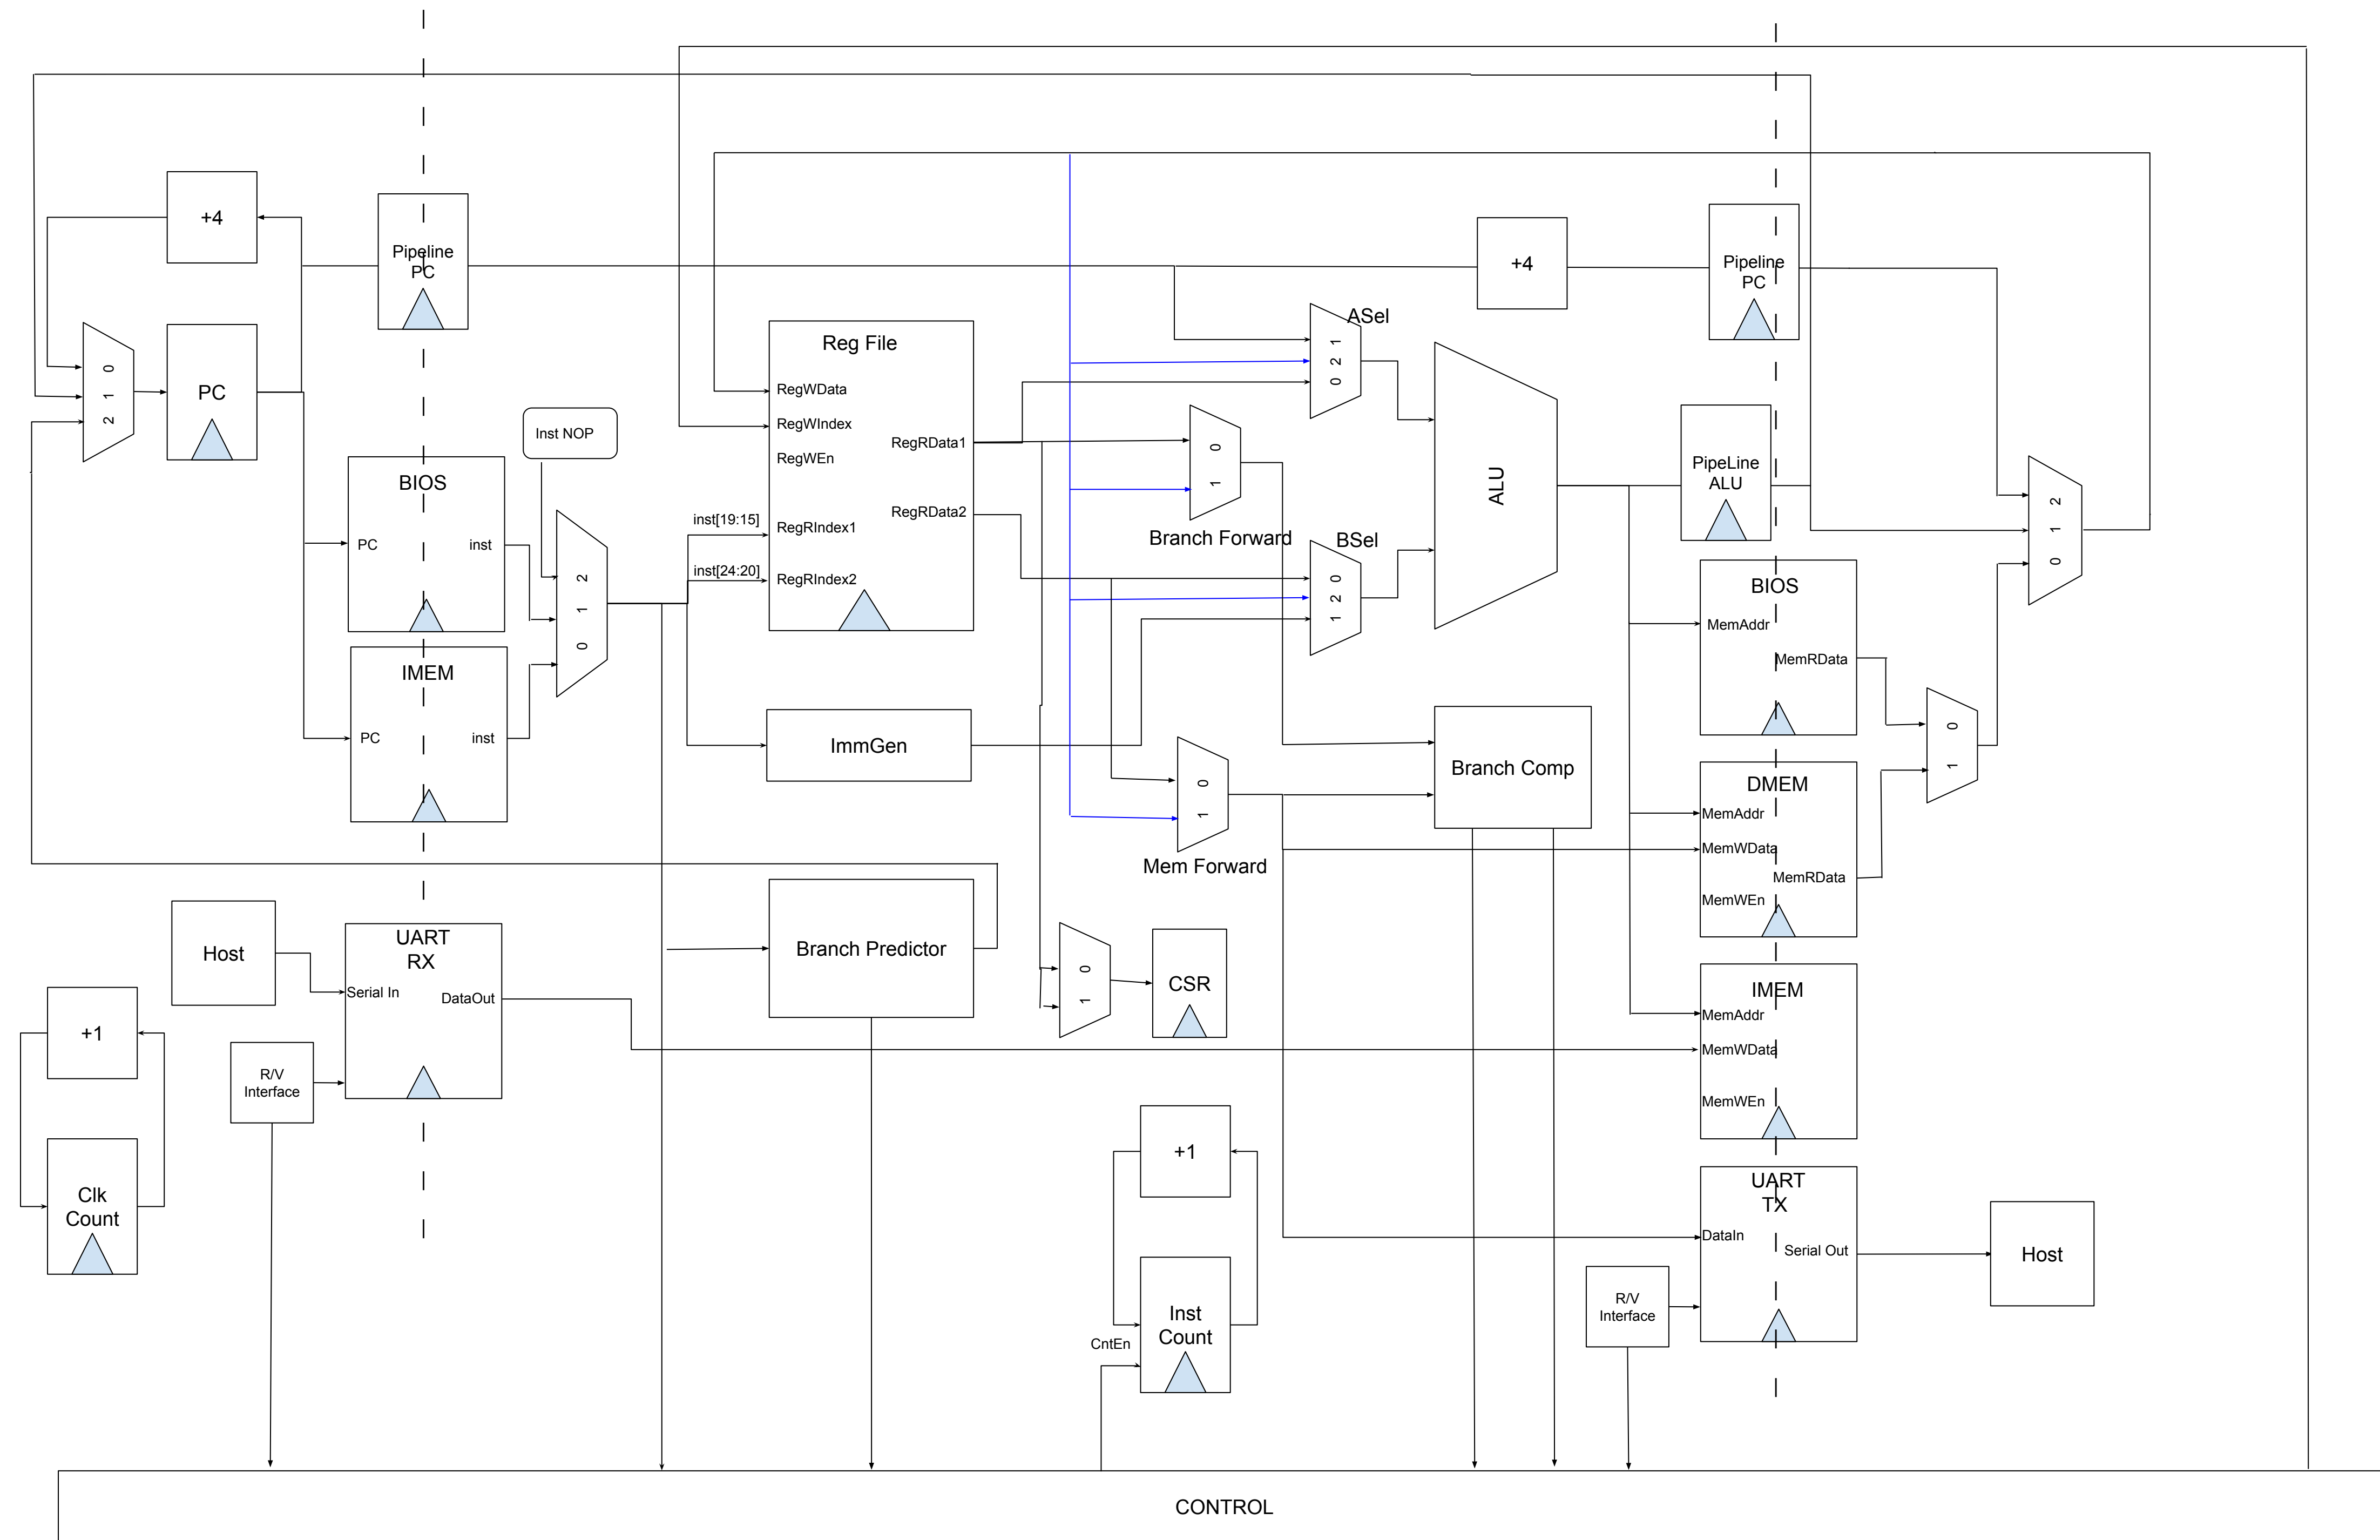 +4
Pipeline
PC
+4
Pipeline
PC
0
1
2
PC
Inst NOP
Reg File
RegWData
RegWIndex
RegWEn
RegRData1
RegRData2
inst[19:15]
RegRIndex1
inst[24:20]
RegRIndex2
ASel
1
2
0
0
1
Branch Forward
BSel
0
2
1
ALU
PipeLine
ALU
2
1
0
BIOS
PC
inst
IMEM
PC
inst
2
1
0
BIOS
MemAddr
MemRData
0
1
ImmGen
0
1
Mem Forward
Branch Comp
DMEM
MemAddr
MemWData
MemRData
MemWEn
Host
UART
RX
Serial In
DataOut
R/V
Interface
+1
Clk
Count
Branch Predictor
0
1
CSR
IMEM
MemAddr
MemWData
MemWEn
+1
Inst
Count
CntEn
UART
TX
DataIn
Serial Out
R/V
Interface
Host
CONTROL